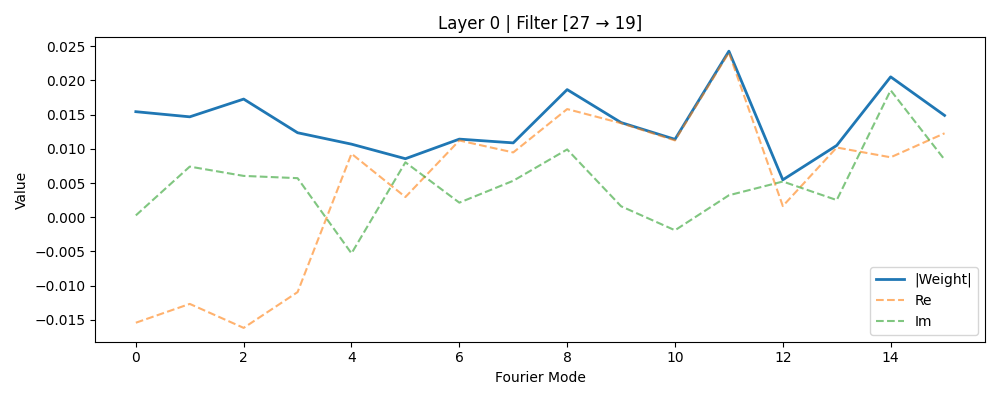 Layer 0 | Filter [27 → 19]
Value
0.025
0.020
0.015
0.010
0.005
0.000
−0.005
−0.010
−0.015
|Weight|
Re
Im
0 2 4 6 8 10 12 14
Fourier Mode